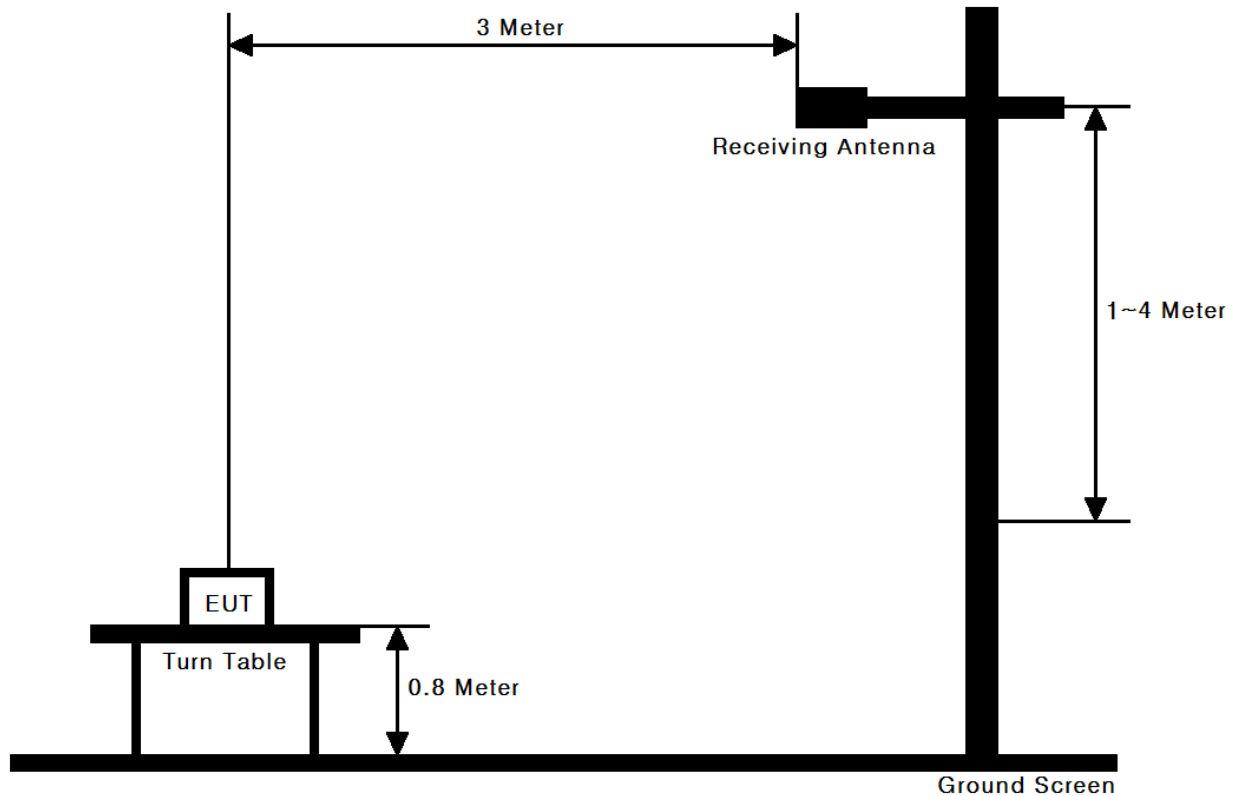 3 Meter
Receiving Antenna
1~4 Meter
EUT
Turn Table
0.8 Meter
Ground Screen